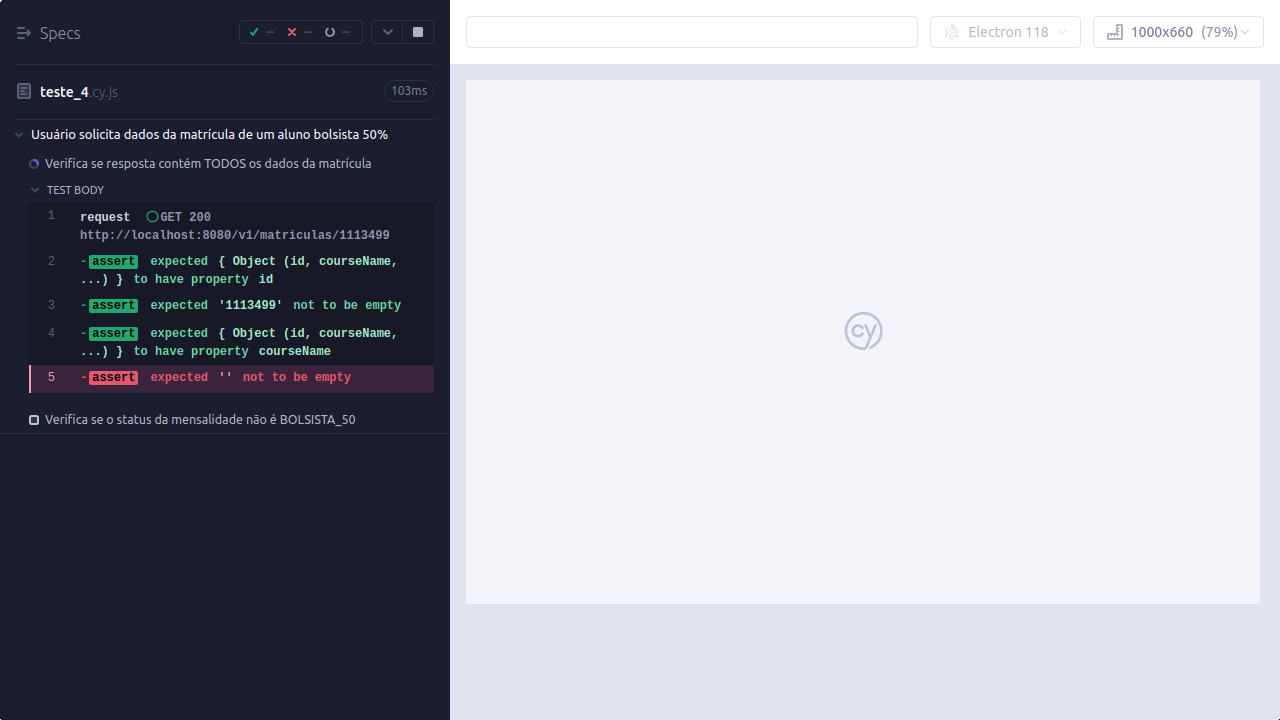 Specs
--
--
--
Electron 118
1000x660 (79%)
teste_4.cy.js
103ms
Usuário solicita dados da matrícula de um aluno bolsista 50%
Verifica se resposta contém TODOS os dados da matrícula
TEST BODY
1 request GET 200
http://localhost:8080/v1/matriculas/1113499
2 -assert expected { Object (id, courseName,
...) } to have property id
3 -assert expected '1113499' not to be empty
4 -assert expected { Object (id, courseName,
...) } to have property courseName
5 -assert expected '' not to be empty
Verifica se o status da mensalidade não é BOLSISTA_50
cy